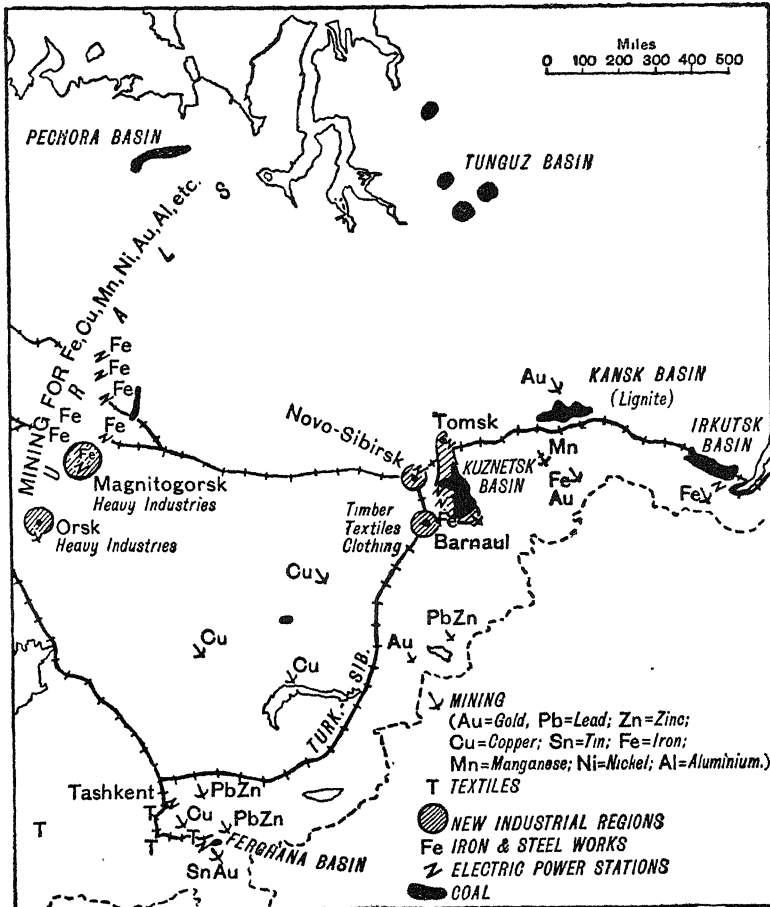 Miles
0 100 200 300 400 500
PECHORA BASIN
TUNGUZ BASIN
MINING FOR Fe, Cu, Mn, Ni, Au, Al, etc.
U R A L S
Fe
Fe
Fe
Fe
Fe
Fe
Magnitogorsk
Heavy Industries
Orsk
Heavy Industries
Novo-Sibirsk
Tomsk
KUZNETSK
BASIN
Timber
Textiles
Clothing
Fe
Barnaul
Au
KANSK BASIN
(Lignite)
Mn
Fe
Au
IRKUTSK
BASIN
Fe
Cu
Cu
Cu
Au
PbZn
TURK.-SIB.
Tashkent
PbZn
T
T
T
T
Cu
PbZn
FERGHANA BASIN
SnAu
MINING
(Au=Gold, Pb=Lead; Zn=Zinc;
Cu=Copper; Sn=Tin; Fe=Iron;
Mn=Manganese; Ni=Nickel; Al=Aluminium.)
T TEXTILES
NEW INDUSTRIAL REGIONS
Fe IRON & STEEL WORKS
ELECTRIC POWER STATIONS
COAL